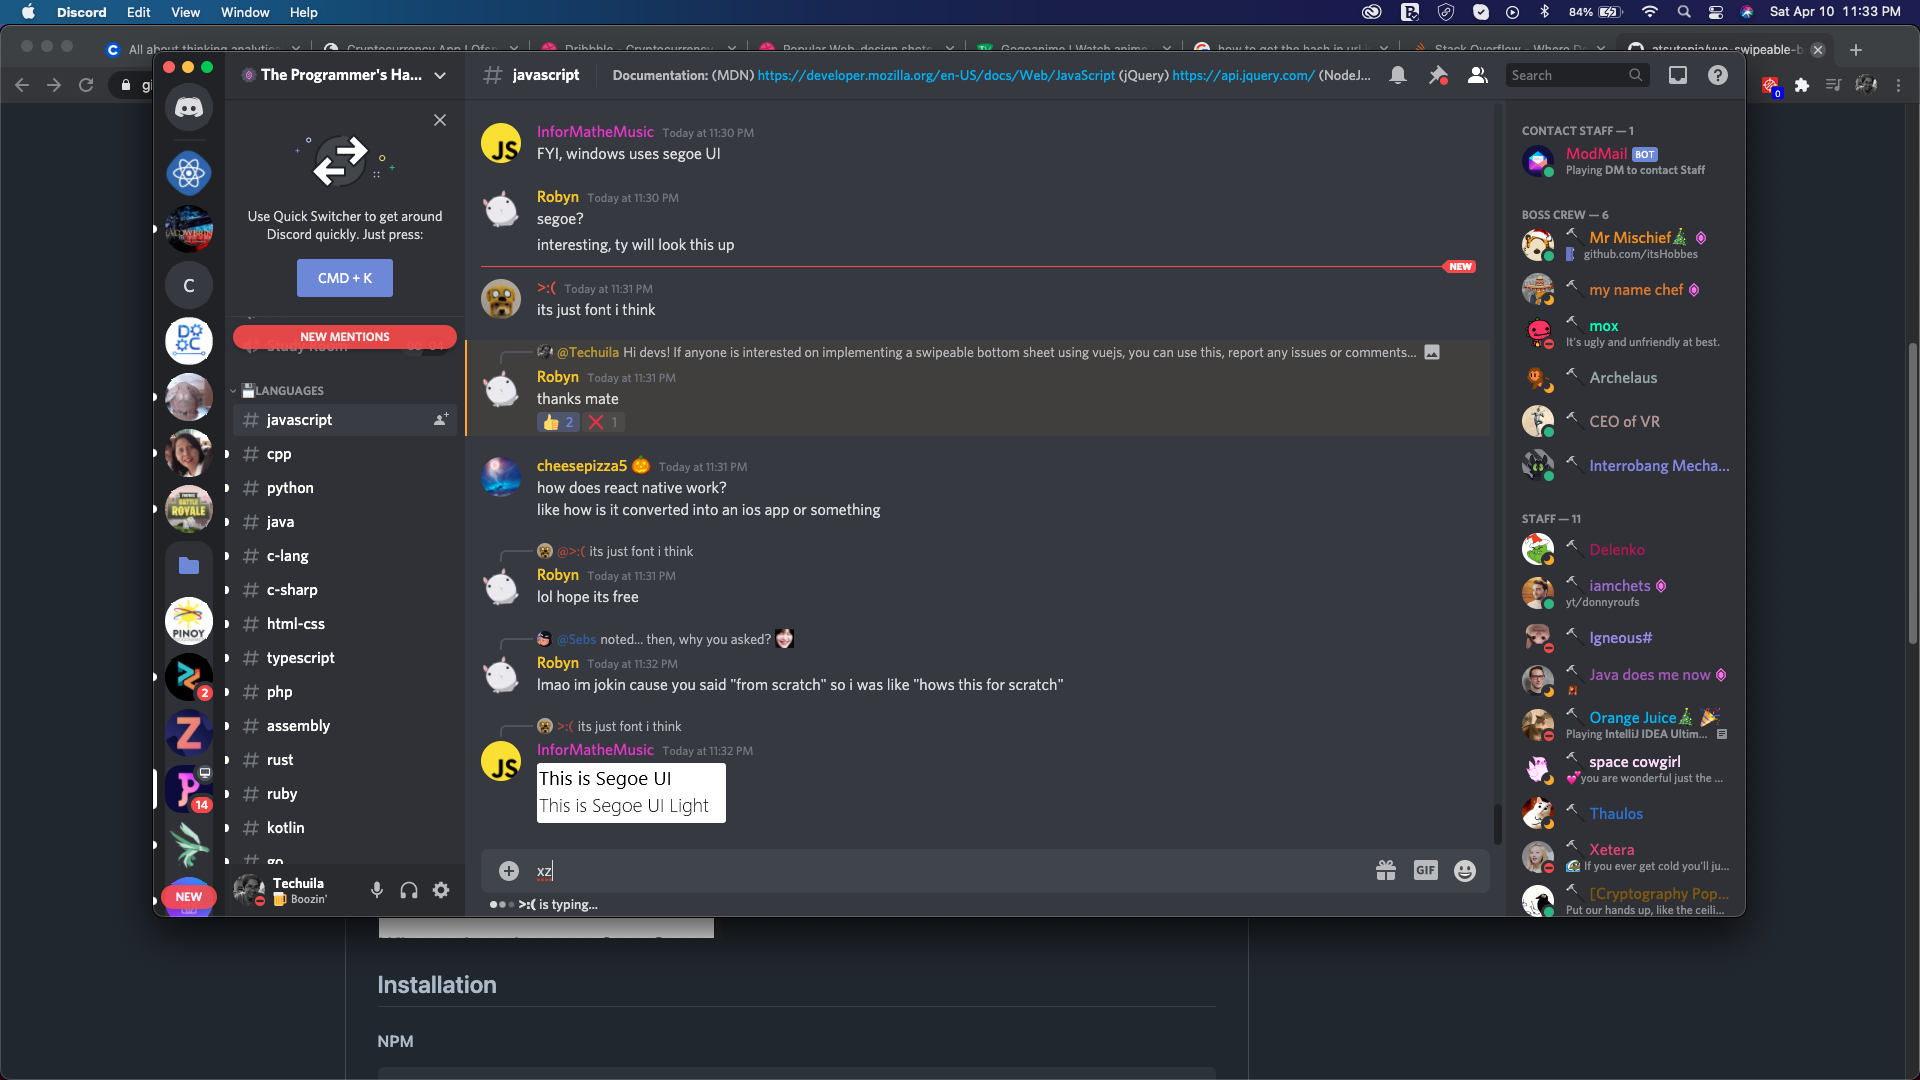 Discord Edit View Window Help
84% Sat Apr 10 11:33 PM
All about thinking analytics
Cryptocurrency App | Ofs
Dribbble - Cryptocurrency
Popular Web-design shots
Gogoanime | Watch anime
how to get the hash in url i
Stack Overflow - Where D
atsutopia/vue-swipeable-b
gi
0
The Programmer's Ha...
javascript
Documentation: (MDN) https://developer.mozilla.org/en-US/docs/Web/JavaScript (jQuery) https://api.jquery.com/ (NodeJ...
Search
Use Quick Switcher to get around
Discord quickly. Just press:
CMD + K
NEW MENTIONS
Study Room
LANGUAGES
javascript
cpp
python
java
c-lang
c-sharp
html-css
typescript
php
assembly
rust
ruby
kotlin
go
C
DOC
BATTLE
ROYALE
PINOY
2
Z
14
NEW
Techuila
Boozin'
JS
InforMatheMusic Today at 11:30 PM
FYI, windows uses segoe UI
Robyn Today at 11:30 PM
segoe?
interesting, ty will look this up
NEW
>:( Today at 11:31 PM
its just font i think
@Techuila Hi devs! If anyone is interested on implementing a swipeable bottom sheet using vuejs, you can use this, report any issues or comments...
Robyn Today at 11:31 PM
thanks mate
2 1
cheesepizza5 Today at 11:31 PM
how does react native work?
like how is it converted into an ios app or something
@>:( its just font i think
Robyn Today at 11:31 PM
lol hope its free
@Sebs noted... then, why you asked?
Robyn Today at 11:32 PM
lmao im jokin cause you said "from scratch" so i was like "hows this for scratch"
>:( its just font i think
JS
InforMatheMusic Today at 11:32 PM
This is Segoe UI
This is Segoe UI Light
xz
GIF
>:( is typing...
CONTACT STAFF — 1
ModMail BOT
Playing DM to contact Staff
BOSS CREW — 6
Mr Mischief
github.com/itsHobbes
my name chef
mox
It's ugly and unfriendly at best.
Archelaus
CEO of VR
Interrobang Mecha...
STAFF — 11
Delenko
iamchets
yt/donnyroufs
Igneous#
Java does me now
Orange Juice
Playing IntelliJ IDEA Ultim...
space cowgirl
you are wonderful just the ...
Thaulos
Xetera
If you ever get cold you'll ju...
[Cryptography Pop...
Put our hands up, like the ceili...
Installation
NPM